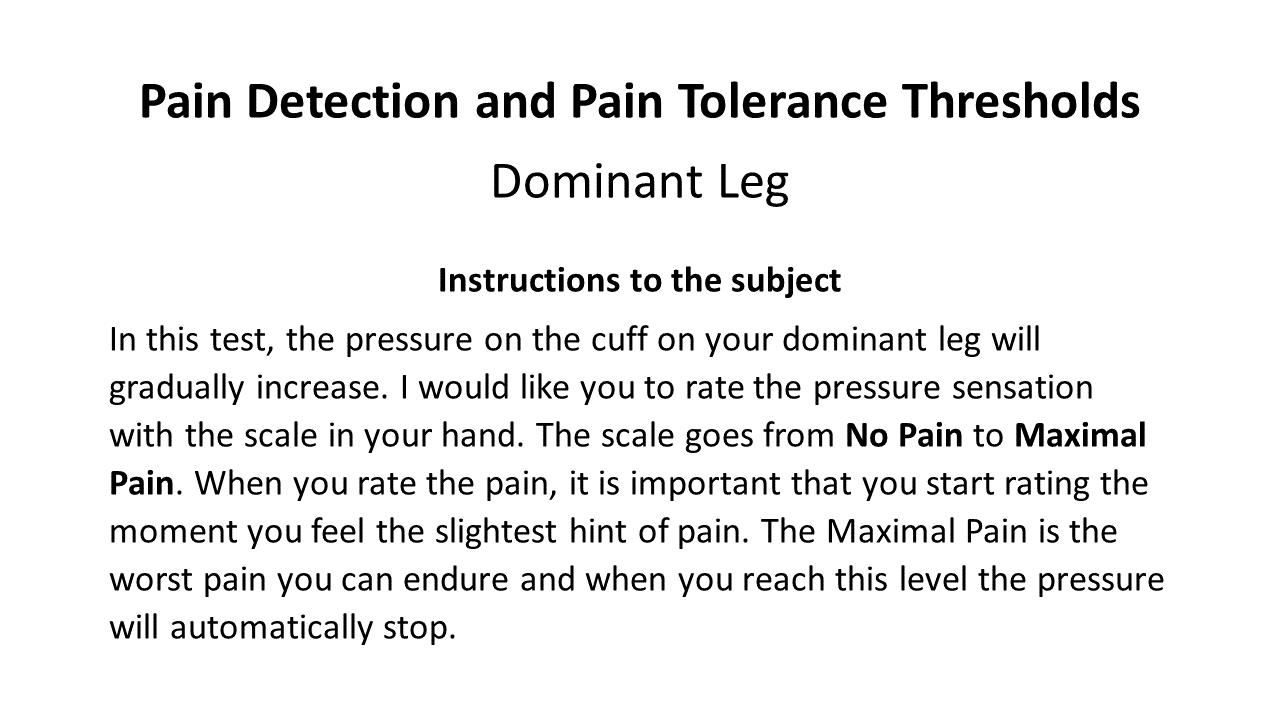 Pain Detection and Pain Tolerance Thresholds
Dominant Leg
Instructions to the subject
In this test, the pressure on the cuff on your dominant leg will
gradually increase. I would like you to rate the pressure sensation
with the scale in your hand. The scale goes from No Pain to Maximal
Pain. When you rate the pain, it is important that you start rating the
moment you feel the slightest hint of pain. The Maximal Pain is the
worst pain you can endure and when you reach this level the pressure
will automatically stop.